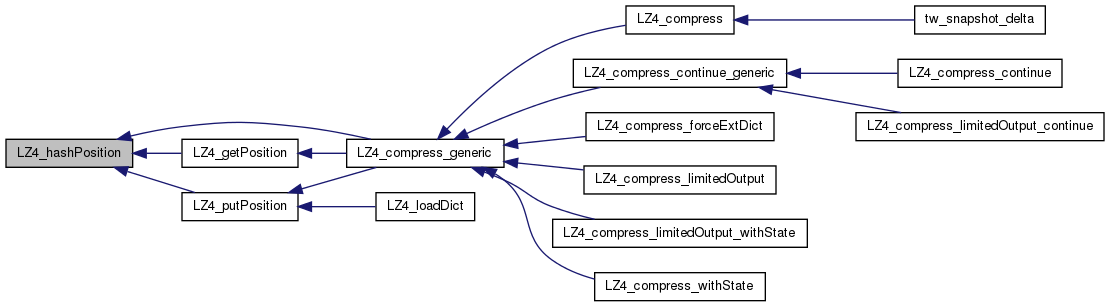 LZ4_hashPosition
LZ4_getPosition
LZ4_putPosition
LZ4_compress_generic
LZ4_loadDict
LZ4_compress
LZ4_compress_continue_generic
LZ4_compress_forceExtDict
LZ4_compress_limitedOutput
LZ4_compress_limitedOutput_withState
LZ4_compress_withState
tw_snapshot_delta
LZ4_compress_continue
LZ4_compress_limitedOutput_continue